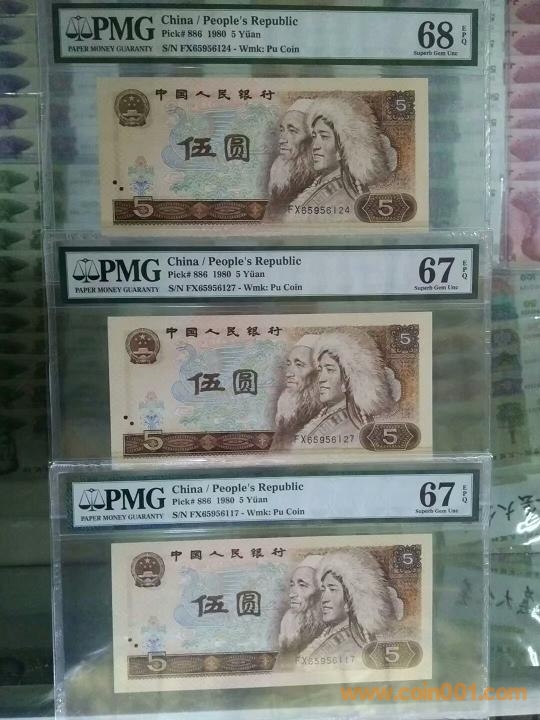 PMG
PAPER MONEY GUARANTY
China / People's Republic
Pick# 886 1980 5 Yüan
S/N FX65956124 - Wmk: Pu Coin
68 EPQ
Superb Gem Unc
中国人民银行
伍圆
5
FX65956124
5
5
PMG
PAPER MONEY GUARANTY
China / People's Republic
Pick# 886 1980 5 Yüan
S/N FX65956127 - Wmk: Pu Coin
67 EPQ
Superb Gem Unc
中国人民银行
伍圆
5
FX65956127
5
5
PMG
PAPER MONEY GUARANTY
China / People's Republic
Pick# 886 1980 5 Yüan
S/N FX65956117 - Wmk: Pu Coin
67 EPQ
Superb Gem Unc
中国人民银行
伍圆
5
FX65956117
5
5
www.coin001.com